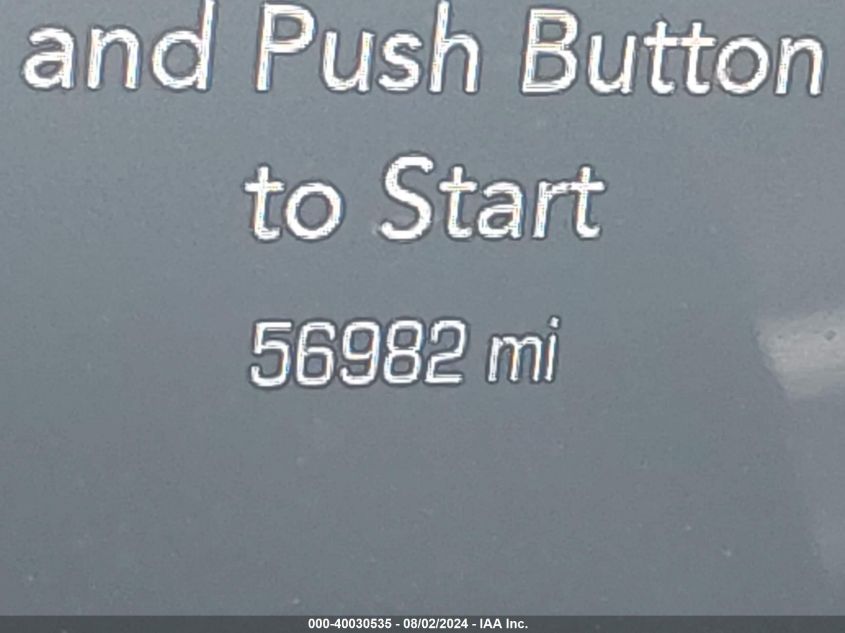 and Push Button
to Start
56982 mi
000-40030535 - 08/02/2024 - IAA Inc.